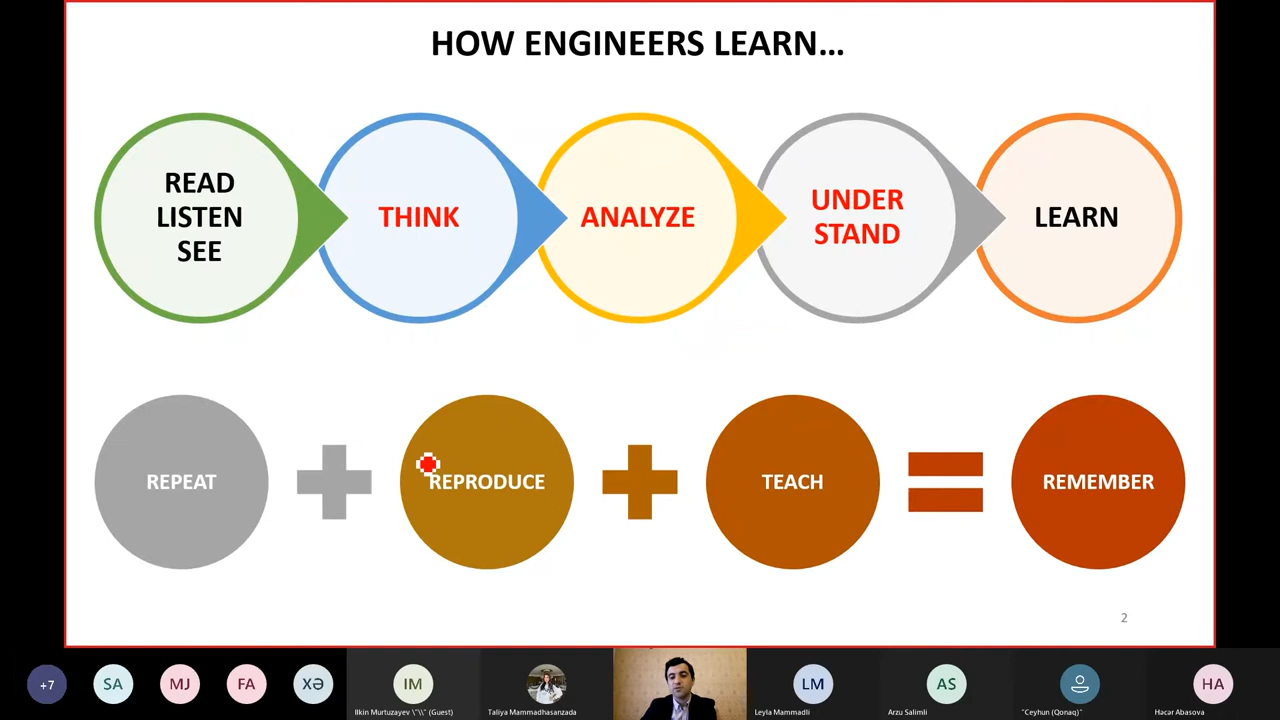 HOW ENGINEERS LEARN...
READ
LISTEN
SEE
THINK
ANALYZE
UNDER
STAND
LEARN
REPEAT
REPRODUCE
TEACH
REMEMBER
2
+7
SA
MJ
FA
XƏ
IM
LM
AS
HA
Ilkin Murtuzayev \"\\" (Guest)
Taliya Mammadhasanzada
Leyla Mammadli
Arzu Salimli
"Ceyhun (Qonaq)"
Həcər Abasova